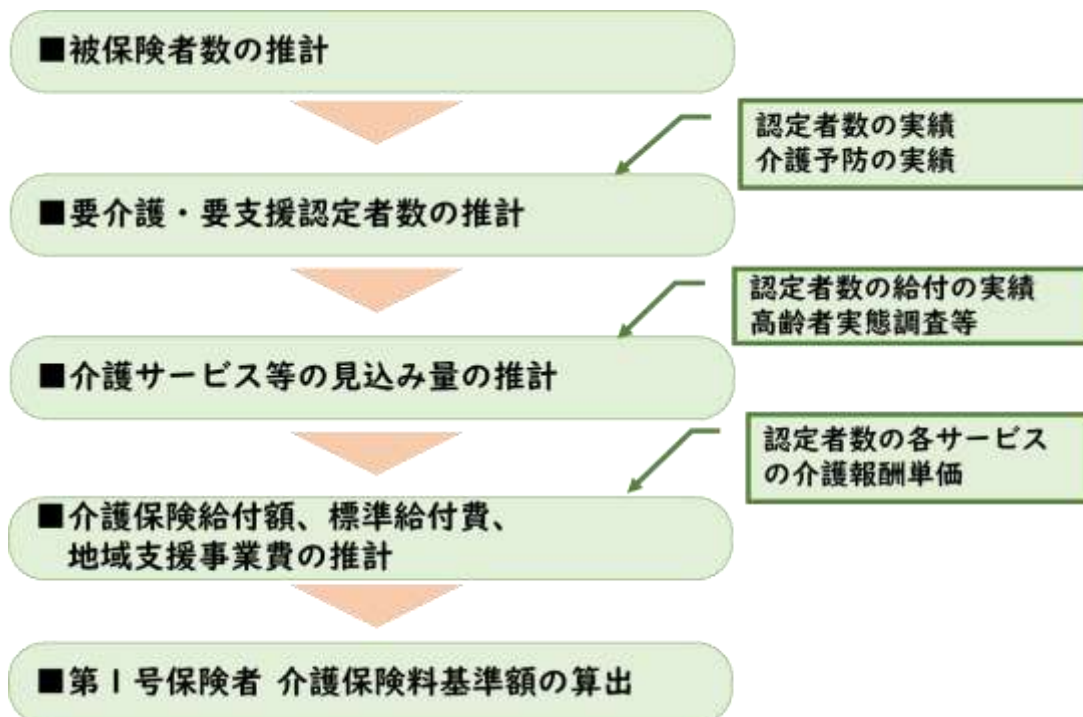 ■被保険者数の推計
認定者数の実績
介護予防の実績
■要介護・要支援認定者数の推計
認定者数の給付の実績
高齢者実態調査等
■介護サービス等の見込み量の推計
認定者数の各サービス
の介護報酬単価
■介護保険給付額、標準給付費、
地域支援事業費の推計
■第1号保険者 介護保険料基準額の算出